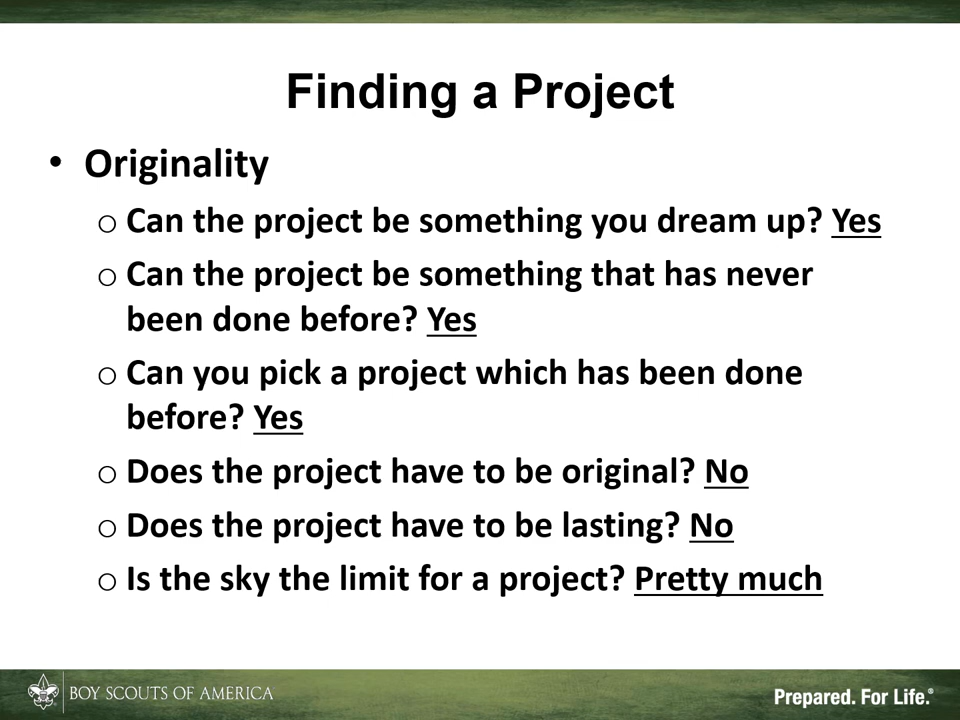 Finding a Project
• Originality
o Can the project be something you dream up? Yes
o Can the project be something that has never
been done before? Yes
o Can you pick a project which has been done
before? Yes
o Does the project have to be original? No
o Does the project have to be lasting? No
o Is the sky the limit for a project? Pretty much
BOY SCOUTS OF AMERICA
Prepared. For Life.®